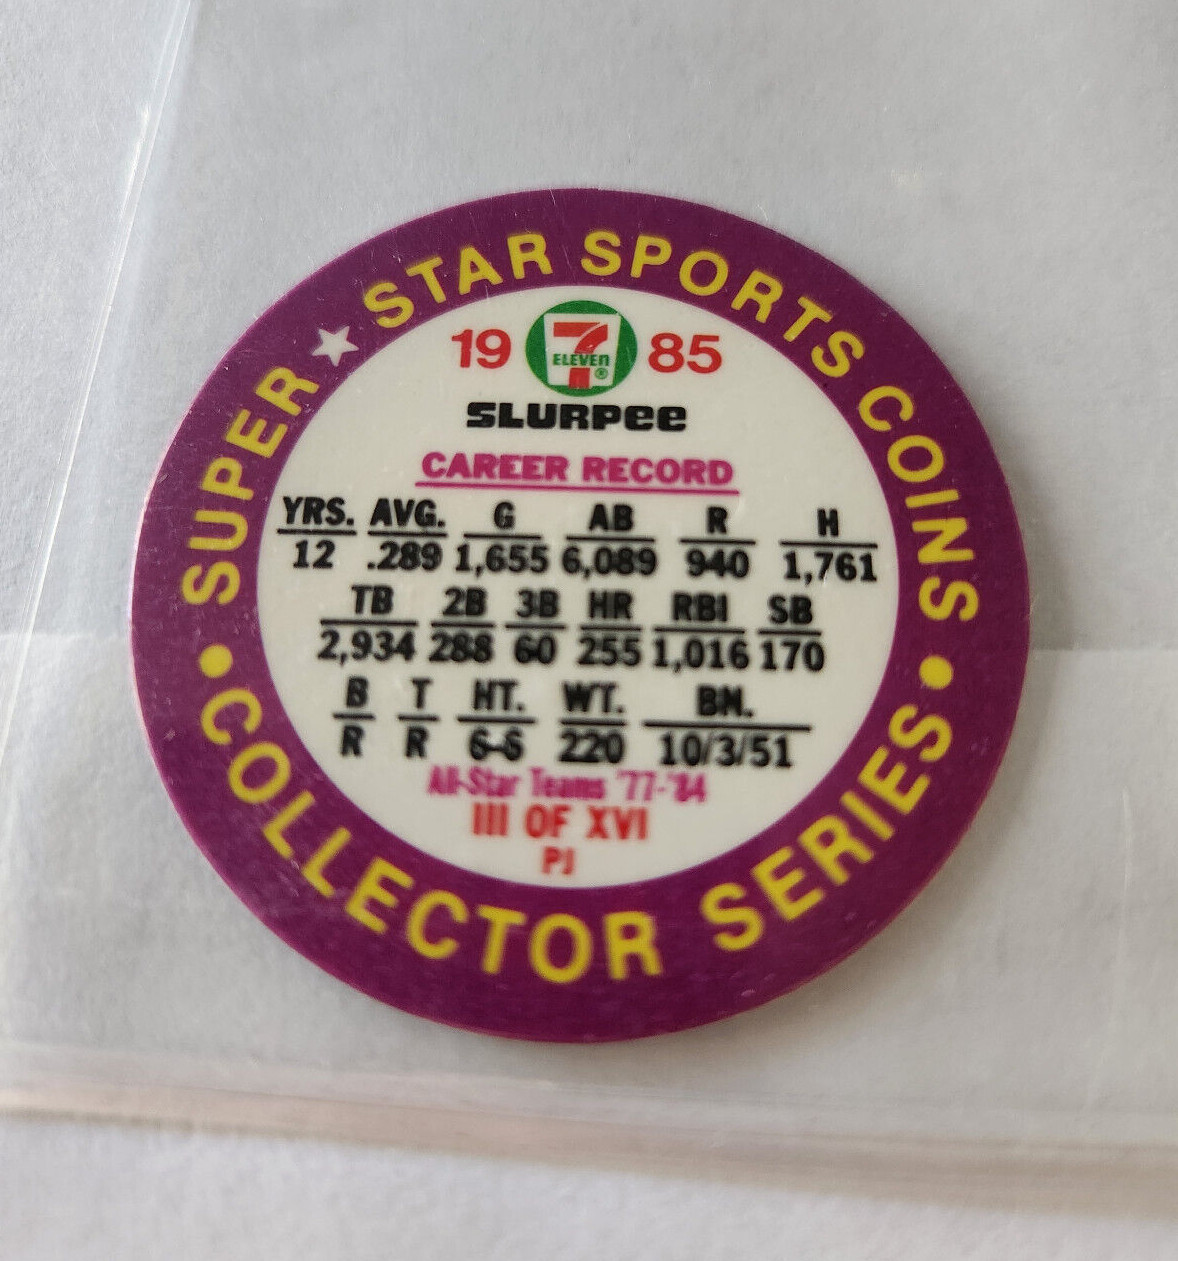 SUPER ★ STAR SPORTS COINS
1985
7 ELEVEN ®
SLURPEE
CAREER RECORD
YRS. AVG. G AB R H
12 .289 1,655 6,089 940 1,761
TB 2B 3B HR RBI SB
2,934 288 60 255 1,016 170
B T HT. WT. BN.
R R 6-6 220 10/3/51
All-Star Teams '77-'84
III OF XVI
PJ
• COLLECTOR SERIES •